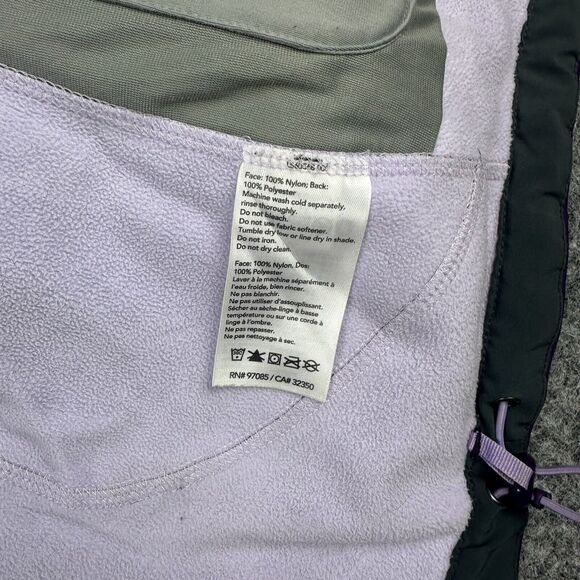 Face: 100% Nylon; Back:
100% Polyester
Machine wash cold separately,
rinse thoroughly.
Do not bleach.
Do not use fabric softener.
Tumble dry low or line dry in shade.
Do not iron.
Do not dry clean.
Face: 100% Nylon, Dos:
100% Polyester
Laver à la machine séparément à
l'eau froide, bien rincer.
Ne pas blanchir.
Ne pas utiliser d'assouplissant.
Sécher au sèche-linge à basse
température ou sur une corde à
linge à l'ombre.
Ne pas repasser.
Ne pas nettoyage à sec.
RN# 97085 / CA# 32350